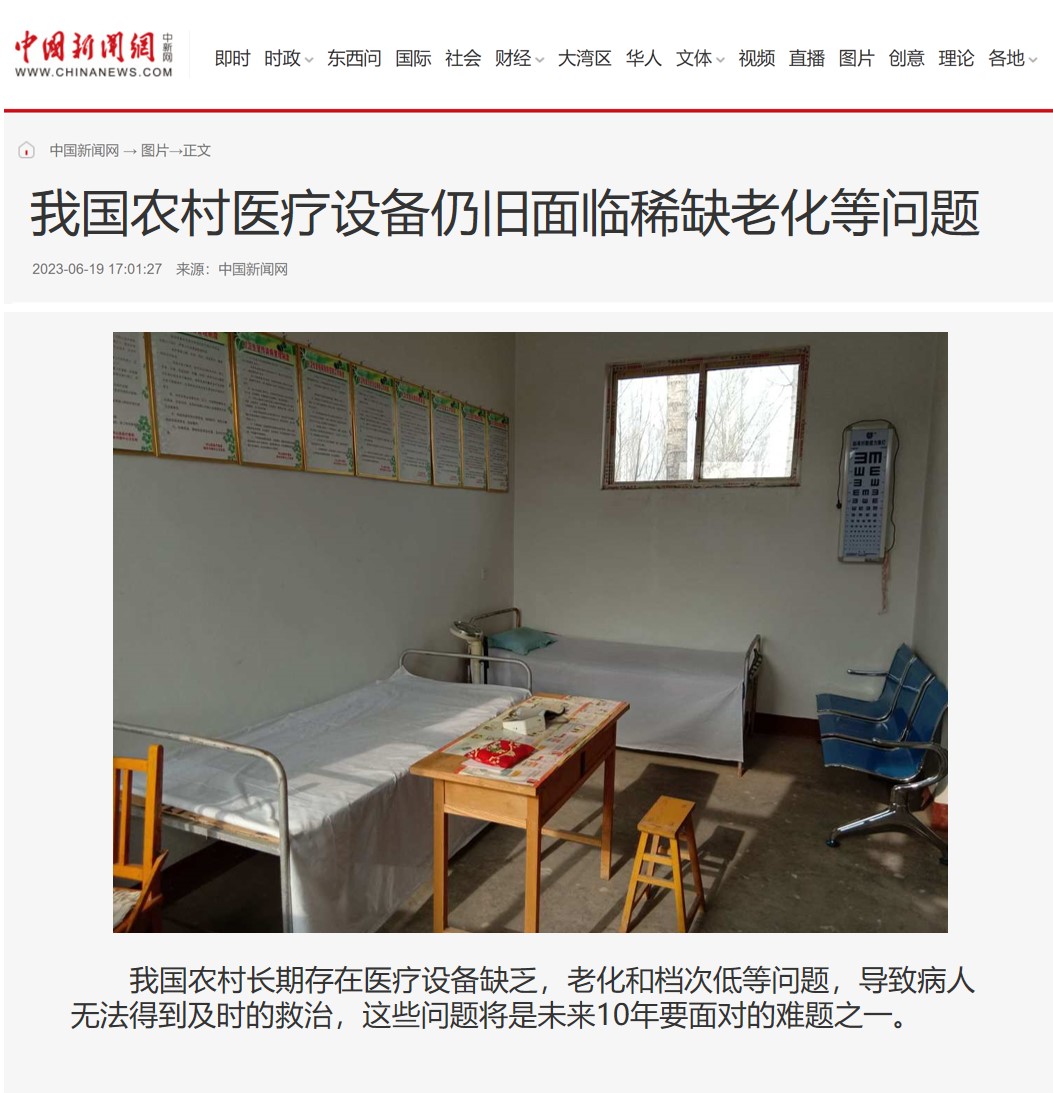 中國新聞網
中新网
WWW.CHINANEWS.COM
即时 时政 东西问 国际 社会 财经 大湾区 华人 文体 视频 直播 图片 创意 理论 各地
中国新闻网 → 图片→正文
我国农村医疗设备仍旧面临稀缺老化等问题
2023-06-19 17:01:27 来源：中国新闻网
我国农村长期存在医疗设备缺乏，老化和档次低等问题，导致病人
无法得到及时的救治，这些问题将是未来10年要面对的难题之一。